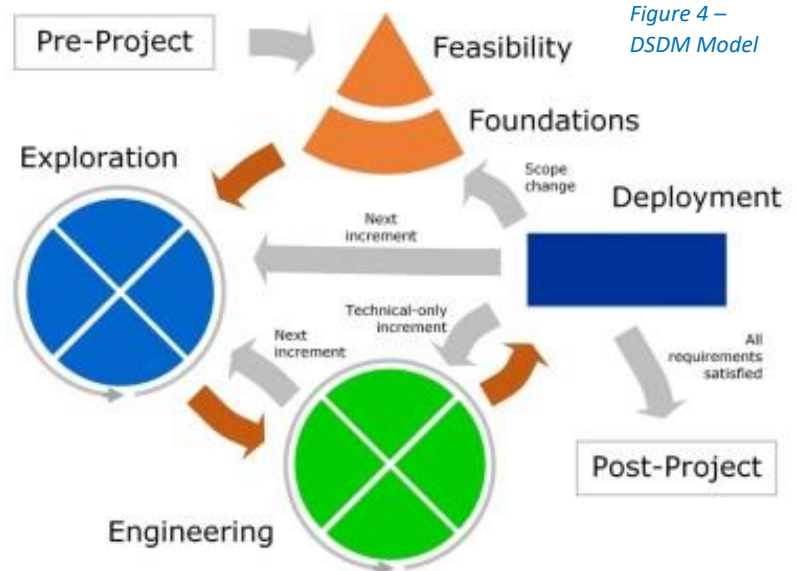 Figure 4 –
DSDM Model
Pre-Project
Feasibility
Foundations
Exploration
Scope
change
Deployment
Next
increment
Technical-only
increment
Next
increment
All
requirements
satisfied
Post-Project
Engineering